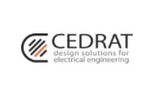 CEDRAT
design solutions for
electrical engineering